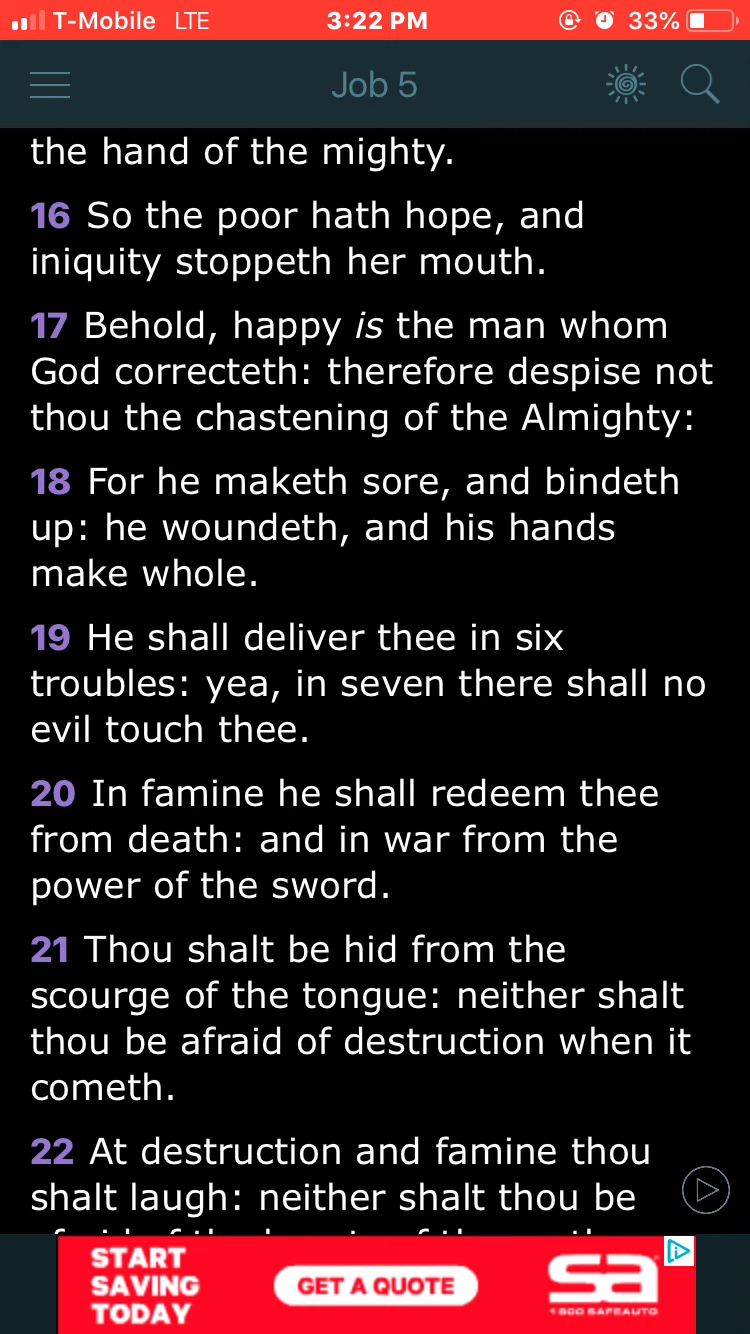 T-Mobile LTE 3:22 PM 33%
Job 5
the hand of the mighty.
16 So the poor hath hope, and
iniquity stoppeth her mouth.
17 Behold, happy is the man whom
God correcteth: therefore despise not
thou the chastening of the Almighty:
18 For he maketh sore, and bindeth
up: he woundeth, and his hands
make whole.
19 He shall deliver thee in six
troubles: yea, in seven there shall no
evil touch thee.
20 In famine he shall redeem thee
from death: and in war from the
power of the sword.
21 Thou shalt be hid from the
scourge of the tongue: neither shalt
thou be afraid of destruction when it
cometh.
22 At destruction and famine thou
shalt laugh: neither shalt thou be
START
SAVING
TODAY
GET A QUOTE
sa
1 800 SAFEAUTO